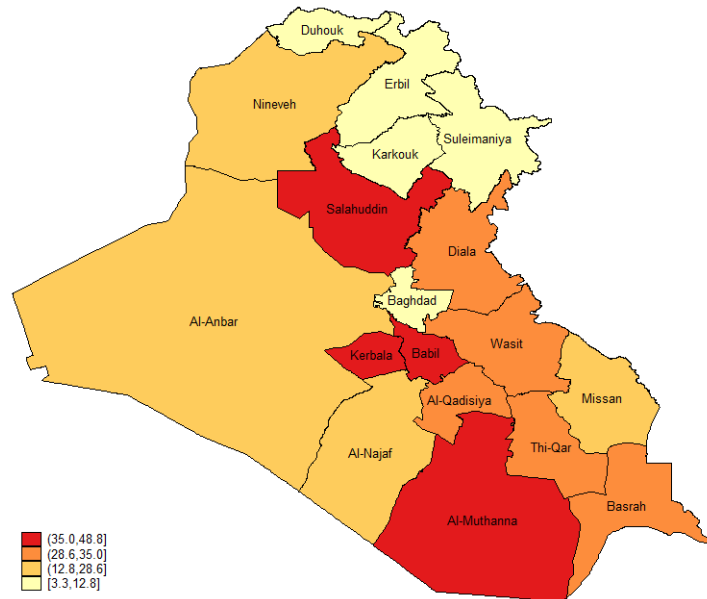 Duhouk
Erbil
Nineveh
Suleimaniya
Karkouk
Salahuddin
Diala
Baghdad
Al-Anbar
Wasit
Kerbala
Babil
Missan
Al-Qadisiya
Al-Najaf
Thi-Qar
Basrah
Al-Muthanna
(35.0,48.8]
(28.6,35.0]
(12.8,28.6]
[3.3,12.8]